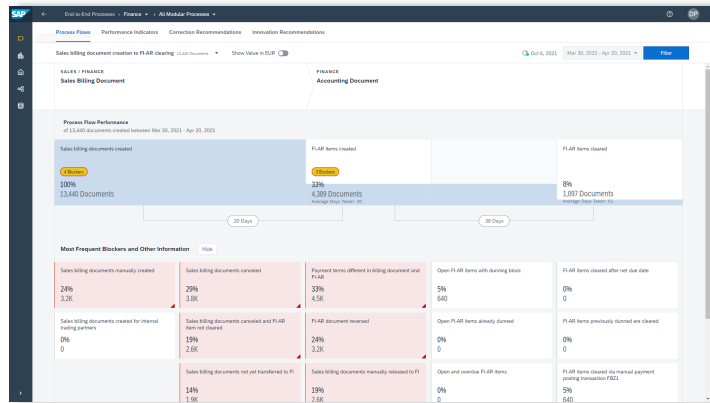 SAP
End-to-End Processes • Finance • All Modular Processes
DP
Process Flows Performance Indicators Correction Recommendations Innovation Recommendations
Sales billing document creation to FI-AR clearing 13,440 Documents Show Value in EUR Oct 6, 2021 Mar 30, 2021 - Apr 20, 2021 Filter
SALES / FINANCE
Sales Billing Document
FINANCE
Accounting Document
Process Flow Performance
of 13,440 documents created between Mar 30, 2021 - Apr 20, 2021
Sales billing documents created
4 Blockers
100%
13,440 Documents
FI-AR items created
3 Blockers
33%
4,389 Documents
Average Days Taken: 20
FI-AR items cleared
8%
1,097 Documents
20 Days
38 Days
Most Frequent Blockers and Other Information Hide
Sales billing documents manually created
24%
3.2K
Sales billing documents canceled
29%
3.8K
Payment terms different in billing document and
FI-AR
33%
4.5K
Open FI-AR items with dunning block
5%
640
FI-AR items cleared after net due date
0%
0
Sales billing documents created for internal
trading partners
0%
0
Sales billing documents canceled and FI-AR
item not cleared
19%
2.6K
FI-AR document reversed
24%
3.2K
Open FI-AR items already dunned
0%
0
FI-AR items previously dunned are cleared
0%
0
Sales billing documents not yet transferred to FI
14%
1.9K
Sales billing documents manually released to FI
19%
2.6K
Open and overdue FI-AR items
0%
0
FI-AR items cleared via manual payment
posting transaction FBZ1
5%
640